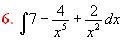 6. ∫7 − 4/x⁵ + 2/x² dx